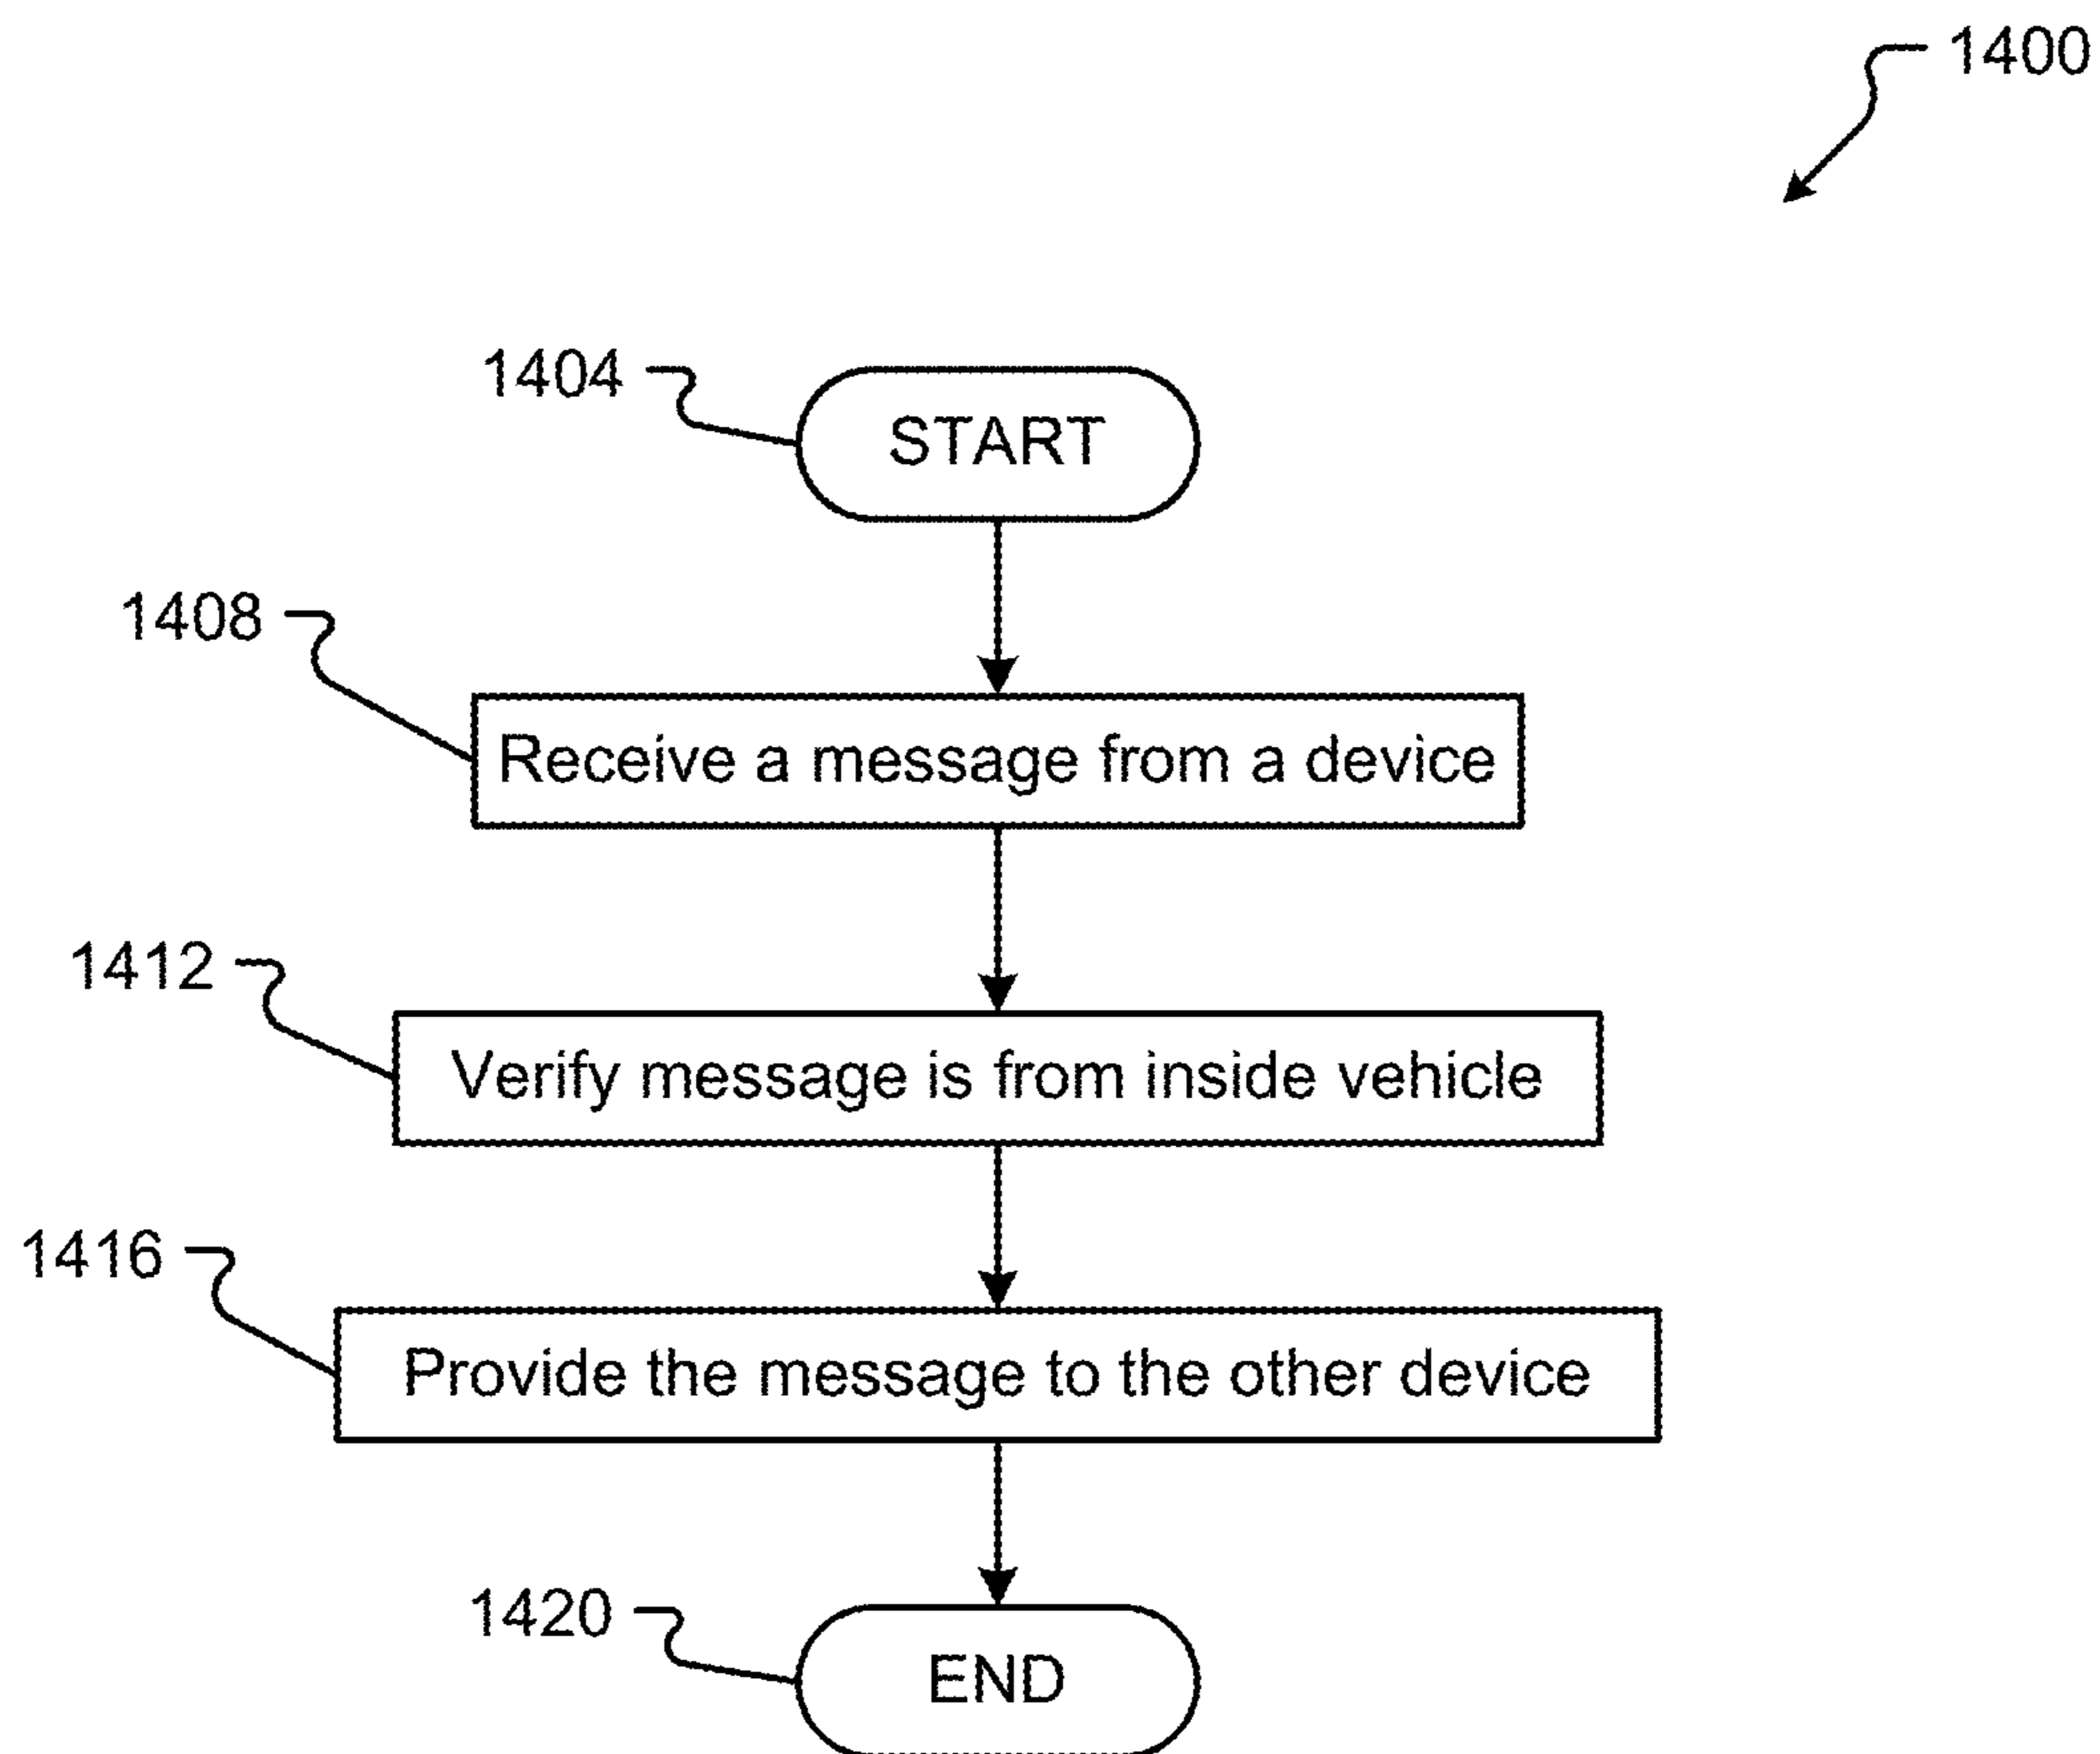 1400
1404
START
1408
Receive a message from a device
1412
Verify message is from inside vehicle
1416
Provide the message to the other device
1420
END